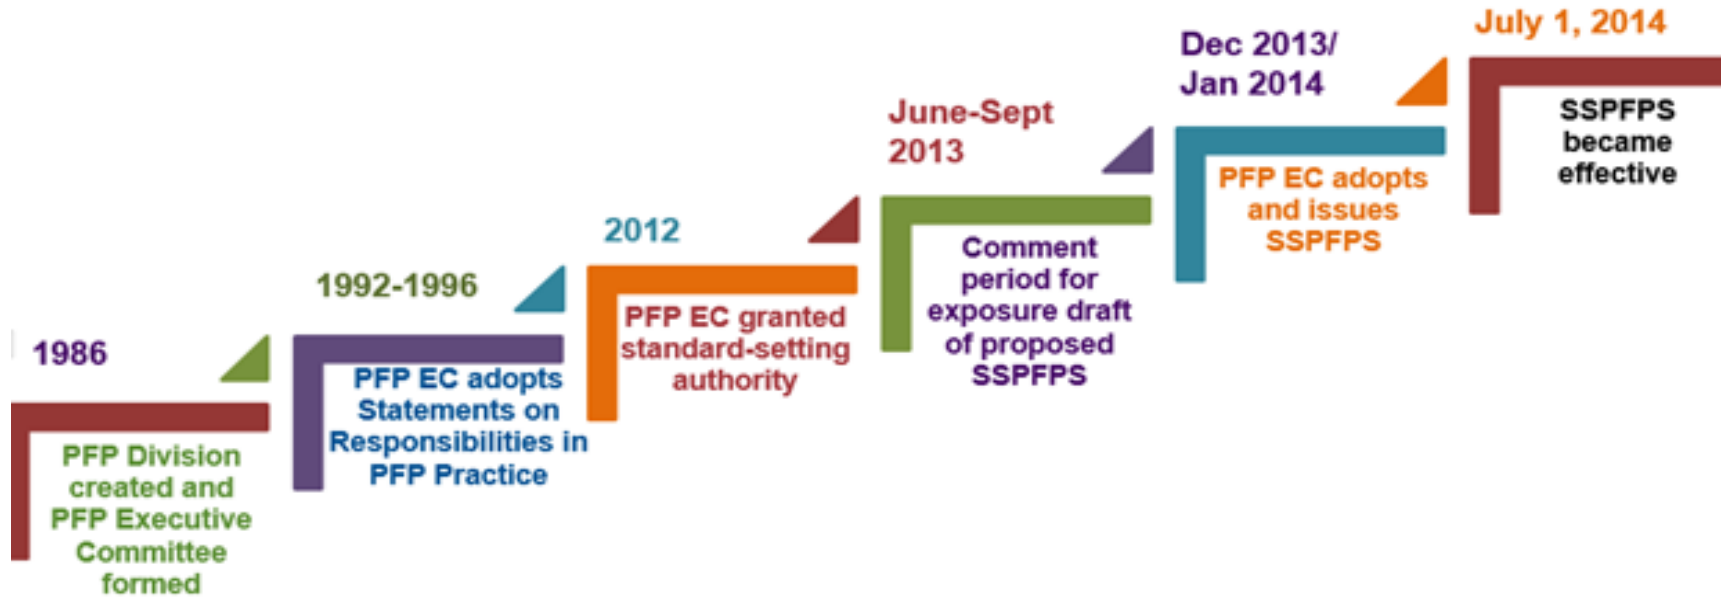 1986
PFP Division
created and
PFP Executive
Committee
formed
1992-1996
PFP EC adopts
Statements on
Responsibilities in
PFP Practice
2012
PFP EC granted
standard-setting
authority
June-Sept
2013
Comment
period for
exposure draft
of proposed
SSPFPS
Dec 2013/
Jan 2014
PFP EC adopts
and issues
SSPFPS
July 1, 2014
SSPFPS
became
effective